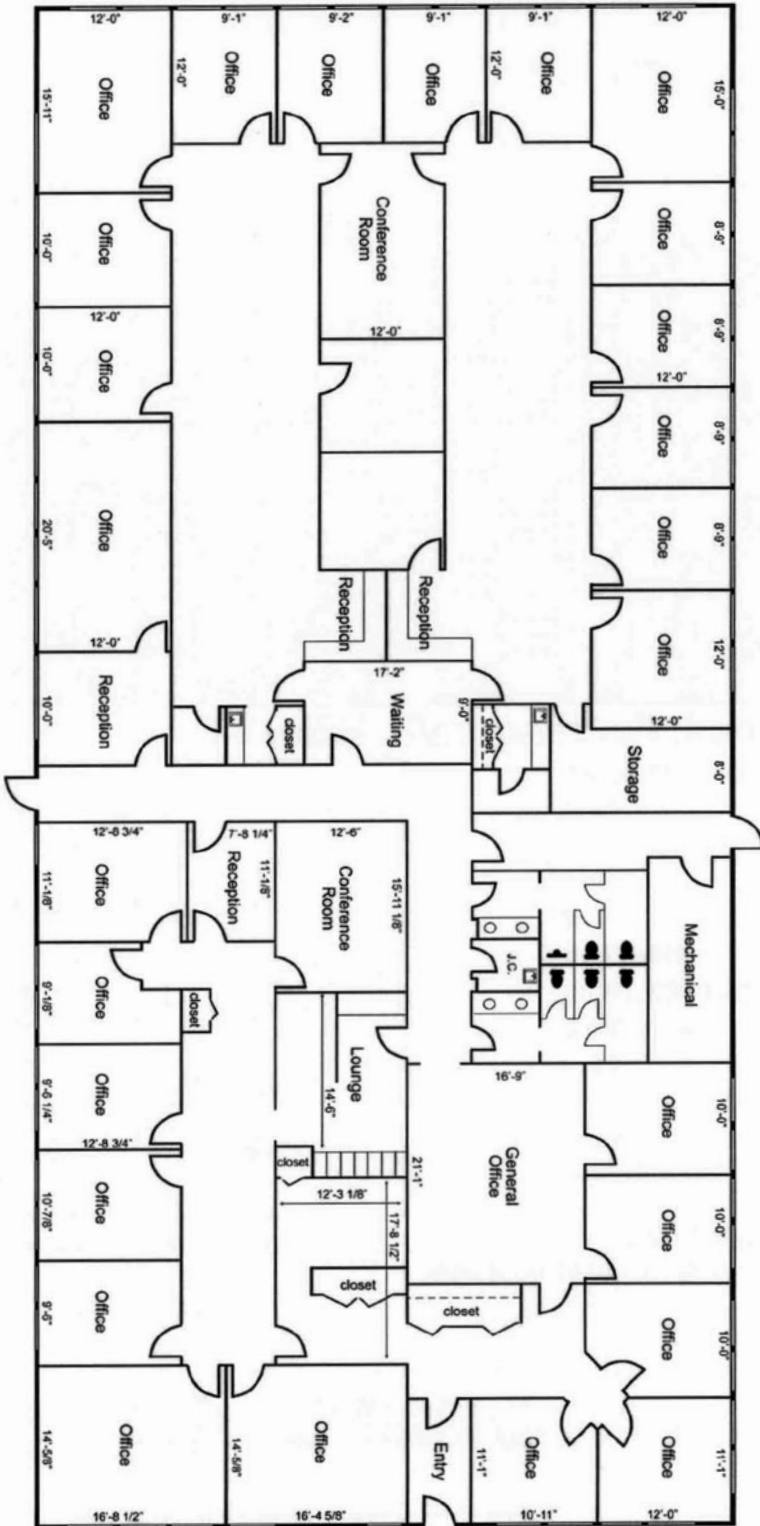 12'-0"
9'-1"
9'-2"
9'-1"
9'-1"
12'-0"
Office
15'-11"
Office
12'-0"
Office
Office
12'-0"
Office
Office
15'-0"
Office
10'-0"
12'-0"
Office
10'-0"
Conference
Room
12'-0"
Office
8'-9"
Office
8'-9"
12'-0"
Office
8'-9"
Office
8'-9"
Office
20'-5"
12'-0"
Reception
Reception
Office
12'-0"
12'-0"
Reception
10'-0"
17'-2"
Waiting
9'-0"
closet
closet
Storage
8'-0"
12'-8 3/4"
Office
11'-1/8"
7'-8 1/4"
Reception
11'-1/8"
12'-6"
Conference
Room
15'-11 1/8"
J.C.
Mechanical
Office
9'-1/8"
closet
Lounge
14'-6"
Office
9'-6 1/4"
12'-8 3/4"
16'-9"
General
Office
21'-1"
Office
10'-0"
closet
12'-3 1/8"
17'-8 1/2"
Office
10'-7/8"
Office
10'-0"
Office
9'-6"
closet
closet
Office
10'-0"
Office
14'-5/8"
16'-8 1/2"
14'-5/8"
Office
16'-4 5/8"
Entry
11'-1"
Office
10'-11"
Office
11'-1"
12'-0"